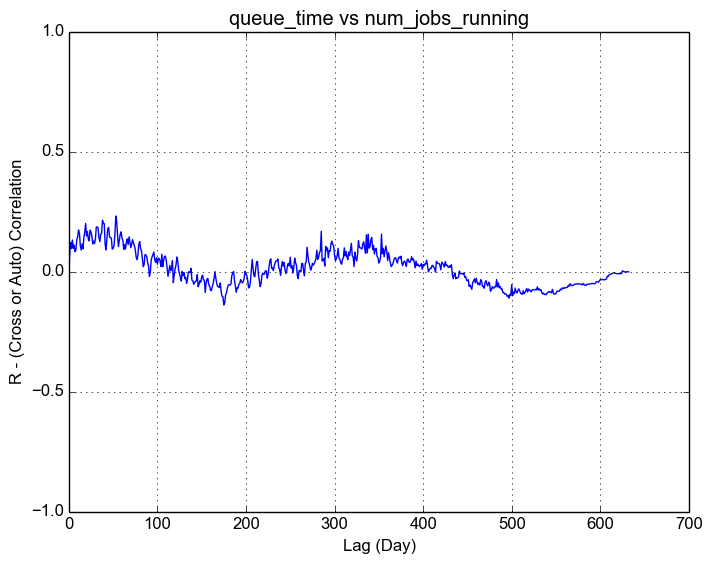 queue_time vs num_jobs_running
R - (Cross or Auto) Correlation
1.0
0.5
0.0
−0.5
−1.0
0 100 200 300 400 500 600 700
Lag (Day)